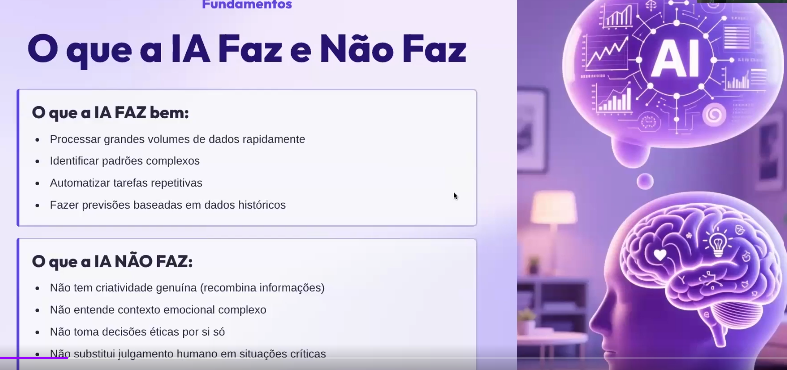 Fundamentos
O que a IA Faz e Não Faz
O que a IA FAZ bem:
• Processar grandes volumes de dados rapidamente
• Identificar padrões complexos
• Automatizar tarefas repetitivas
• Fazer previsões baseadas em dados históricos
O que a IA NÃO FAZ:
• Não tem criatividade genuína (recombina informações)
• Não entende contexto emocional complexo
• Não toma decisões éticas por si só
• Não substitui julgamento humano em situações críticas
AI